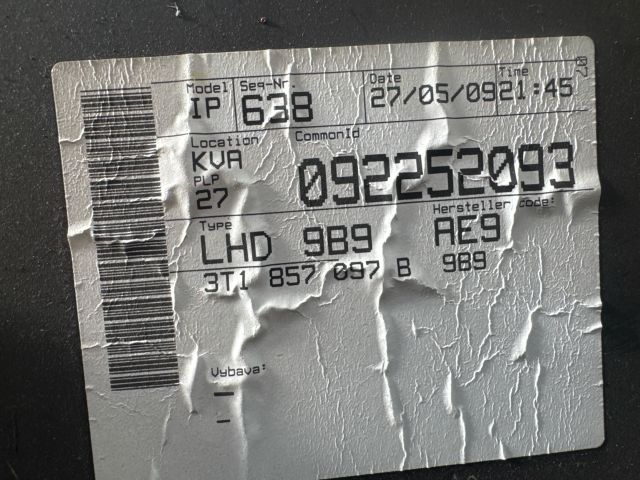 Model Seq-Nr Date Time
IP 638 27/05/09 21:45
Location CommonId
KVA 092252093
PLP
27
Type Hersteller code:
LHD 9B9 AE9
3T1 857 097 B 9B9
Vybava:
–
–